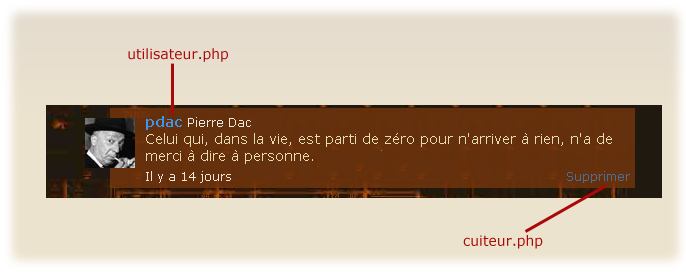 utilisateur.php
pdac Pierre Dac
Celui qui, dans la vie, est parti de zéro pour n'arriver à rien, n'a de
merci à dire à personne.
Il y a 14 jours Supprimer
cuiteur.php